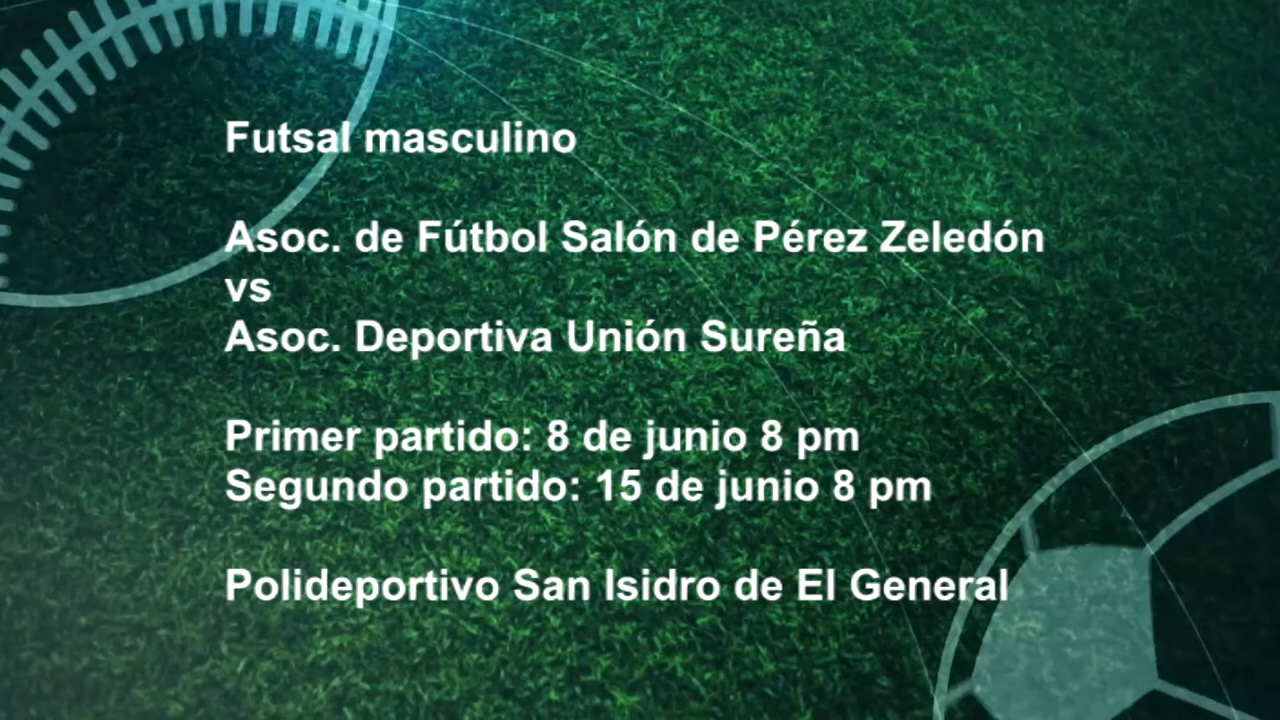 Futsal masculino
Asoc. de Fútbol Salón de Pérez Zeledón
vs
Asoc. Deportiva Unión Sureña
Primer partido: 8 de junio 8 pm
Segundo partido: 15 de junio 8 pm
Polideportivo San Isidro de El General